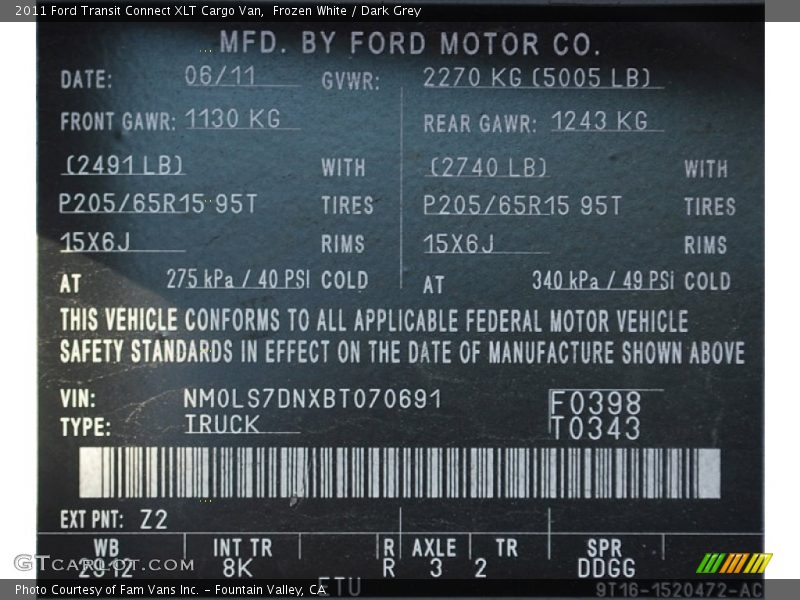 2011 Ford Transit Connect XLT Cargo Van, Frozen White / Dark Grey
MFD. BY FORD MOTOR CO.
DATE: 06/11 GVWR: 2270 KG (5005 LB)
FRONT GAWR: 1130 KG REAR GAWR: 1243 KG
(2491 LB) WITH (2740 LB) WITH
P205/65R15 95T TIRES P205/65R15 95T TIRES
15X6J RIMS 15X6J RIMS
AT 275 kPa / 40 PSI COLD AT 340 kPa / 49 PSi COLD
THIS VEHICLE CONFORMS TO ALL APPLICABLE FEDERAL MOTOR VEHICLE
SAFETY STANDARDS IN EFFECT ON THE DATE OF MANUFACTURE SHOWN ABOVE
VIN: NM0LS7DNXBT070691 F0398
TYPE: TRUCK T0343
EXT PNT: Z2
WB INT TR R AXLE TR SPR
2912 8K R 3 2 DDGG
GTCARLOT.COM
ETU 9T16-1520472-AC
Photo Courtesy of Fam Vans Inc. - Fountain Valley, CA